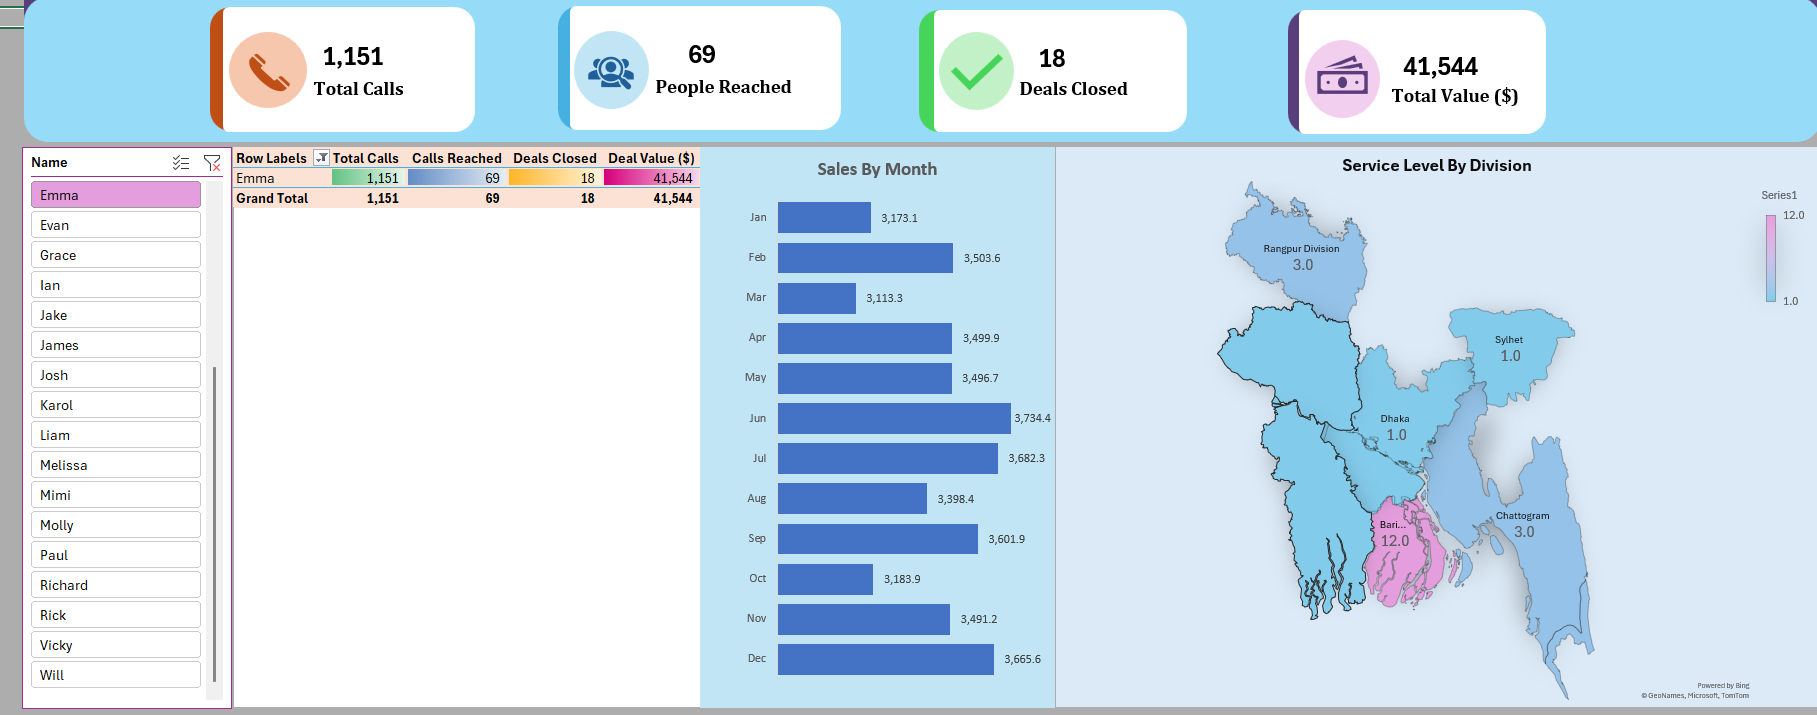 1,151
Total Calls
69
People Reached
18
Deals Closed
41,544
Total Value ($)
Name
Emma
Evan
Grace
Ian
Jake
James
Josh
Karol
Liam
Melissa
Mimi
Molly
Paul
Richard
Rick
Vicky
Will
Row Labels Total Calls Calls Reached Deals Closed Deal Value ($)
Emma 1,151 69 18 41,544
Grand Total 1,151 69 18 41,544
Sales By Month
Jan 3,173.1
Feb 3,503.6
Mar 3,113.3
Apr 3,499.9
May 3,496.7
Jun 3,734.4
Jul 3,682.3
Aug 3,398.4
Sep 3,601.9
Oct 3,183.9
Nov 3,491.2
Dec 3,665.6
Service Level By Division
Series1
12.0
1.0
Rangpur Division
3.0
Sylhet
1.0
Dhaka
1.0
Bari...
12.0
Chattogram
3.0
Powered by Bing
© GeoNames, Microsoft, TomTom